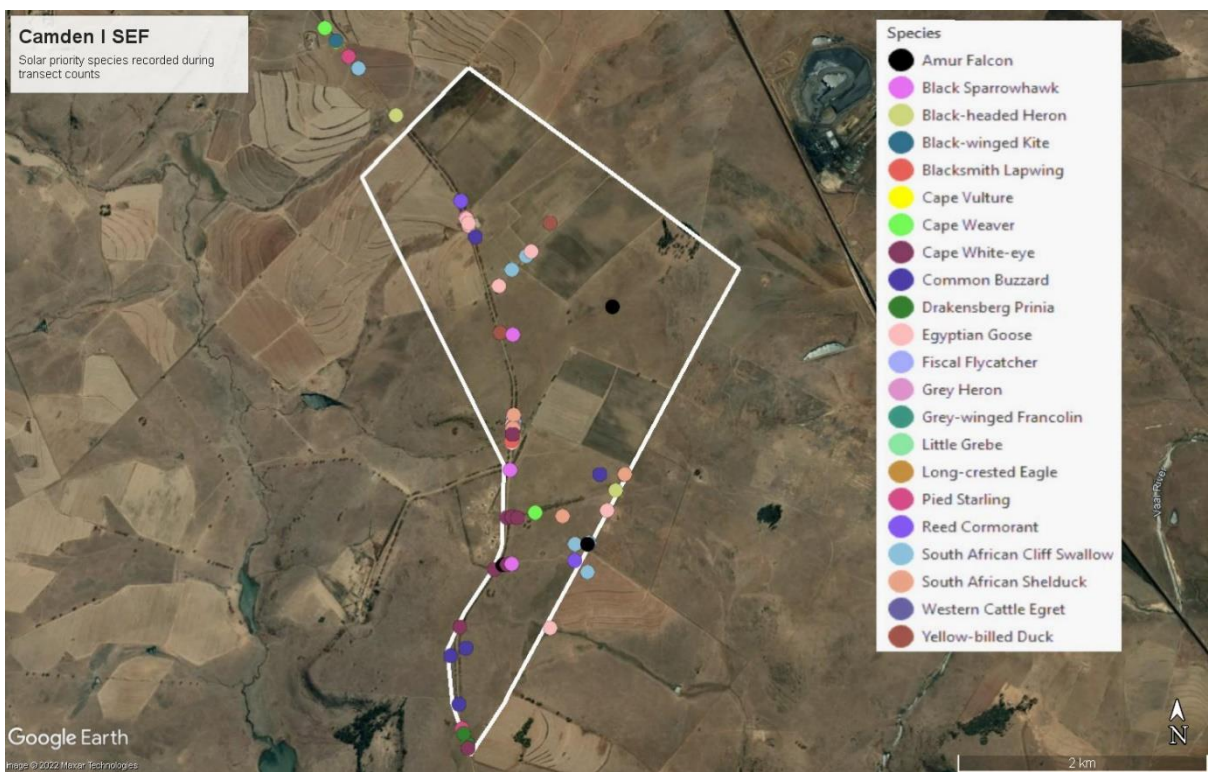 Camden I SEF
Solar priority species recorded during
transect counts
Species
Amur Falcon
Black Sparrowhawk
Black-headed Heron
Black-winged Kite
Blacksmith Lapwing
Cape Vulture
Cape Weaver
Cape White-eye
Common Buzzard
Drakensberg Prinia
Egyptian Goose
Fiscal Flycatcher
Grey Heron
Grey-winged Francolin
Little Grebe
Long-crested Eagle
Pied Starling
Reed Cormorant
South African Cliff Swallow
South African Shelduck
Western Cattle Egret
Yellow-billed Duck
Vaal River
Google Earth
Image © 2022 Maxar Technologies
N
2 km